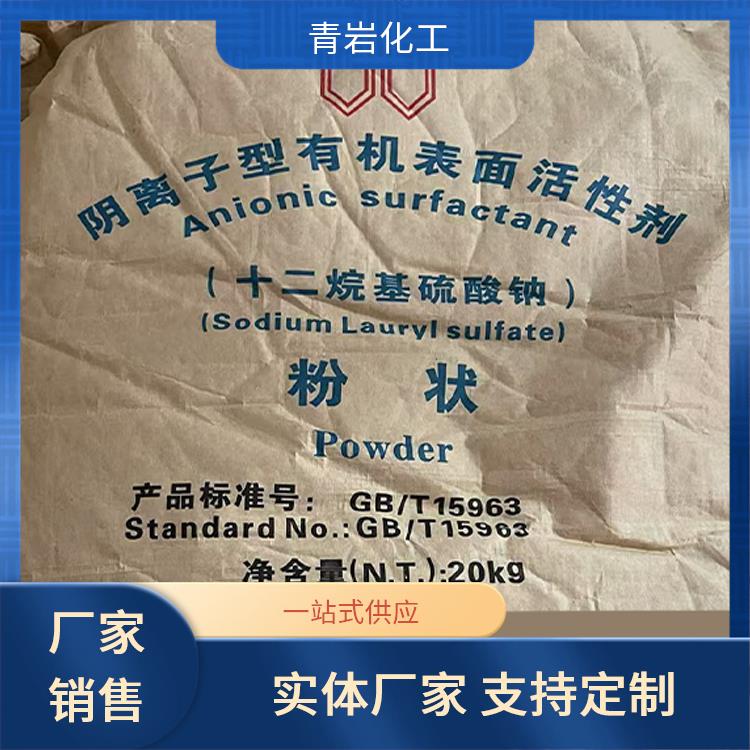 青岩化工
阴离子型有机表面活性剂
Anionic surfactant
(十二烷基硫酸钠)
(Sodium Lauryl sulfate)
粉状
Powder
产品标准号: GB/T15963
Standard No.:GB/T15963
净含量(N.T.):20kg
一站式供应
厂家
销售
实体厂家 支持定制